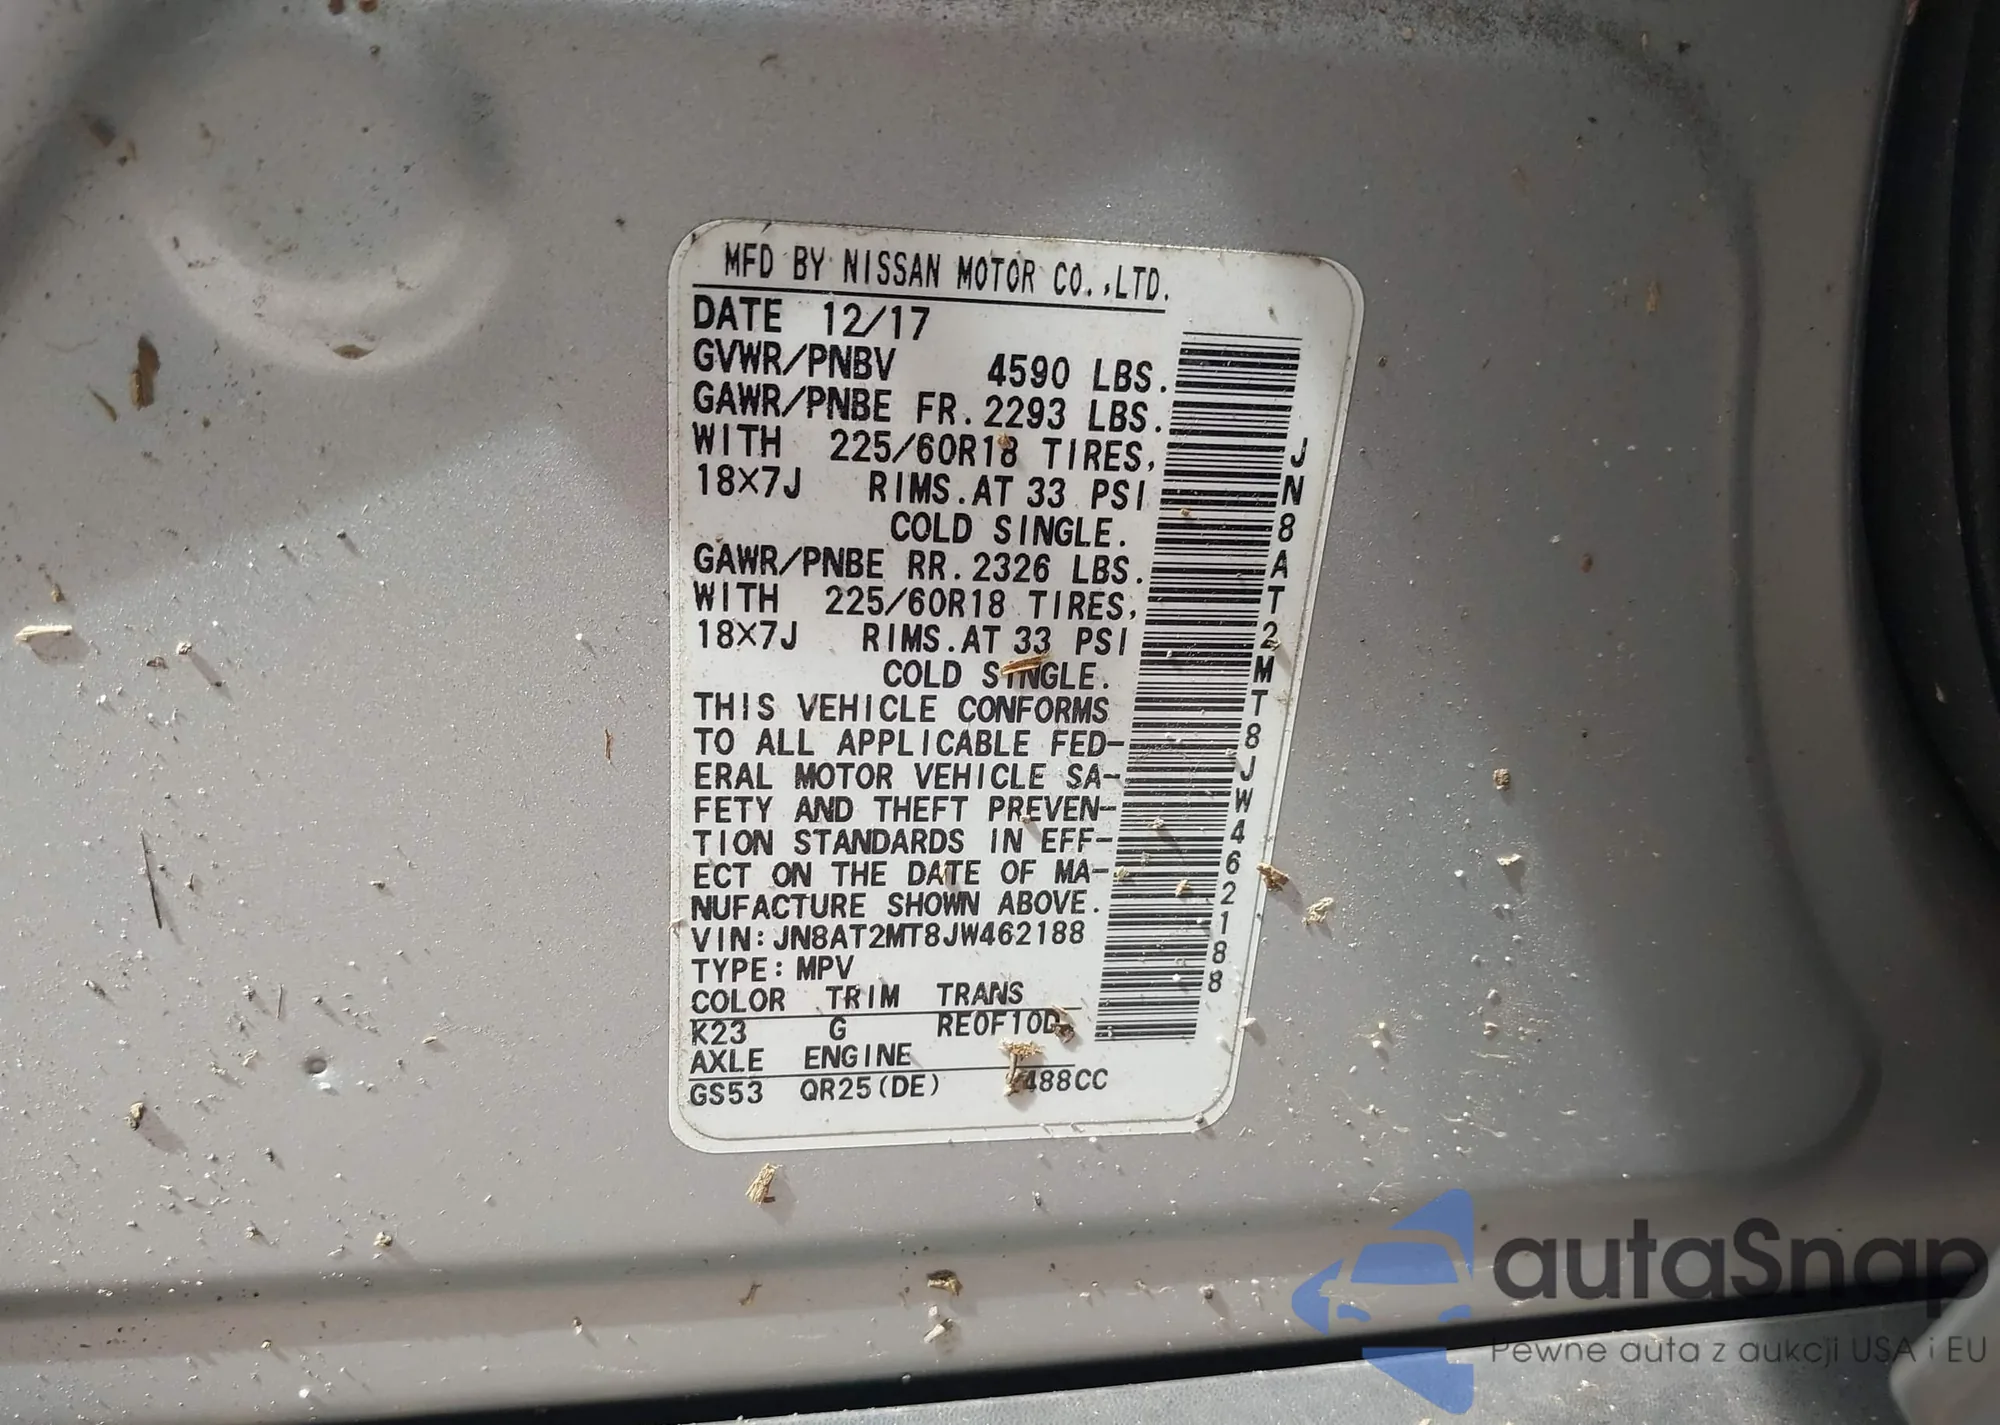 MFD BY NISSAN MOTOR CO.,LTD.
DATE 12/17
GVWR/PNBV 4590 LBS.
GAWR/PNBE FR. 2293 LBS.
WITH 225/60R18 TIRES,
18×7J RIMS.AT 33 PSI
COLD SINGLE.
GAWR/PNBE RR. 2326 LBS.
WITH 225/60R18 TIRES,
18×7J RIMS.AT 33 PSI
COLD SINGLE.
THIS VEHICLE CONFORMS
TO ALL APPLICABLE FED-
ERAL MOTOR VEHICLE SA-
FETY AND THEFT PREVEN-
TION STANDARDS IN EFF-
ECT ON THE DATE OF MA-
NUFACTURE SHOWN ABOVE.
VIN: JN8AT2MT8JW462188
TYPE: MPV
COLOR TRIM TRANS
K23 G RE0F10D
AXLE ENGINE
GS53 QR25(DE) 2488CC
JN8AT2MT8JW462188
autaSnap
Pewne auta z aukcji USA i EU